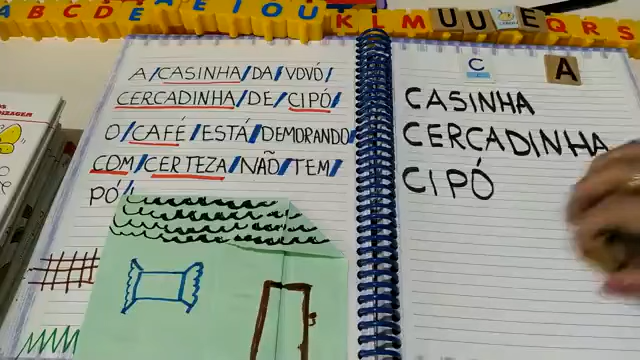 A B C D E A E I O U K L M U U E Q R S
A/CASINHA/DA/VOVÓ/
CERCADINHA/DE/CIPÓ/
O/CAFÉ/ESTÁ/DEMORANDO/
COM/CERTEZA/NÃO/TEM/
PÓ/
C A
CASINHA
CERCADINHA
CIPÓ